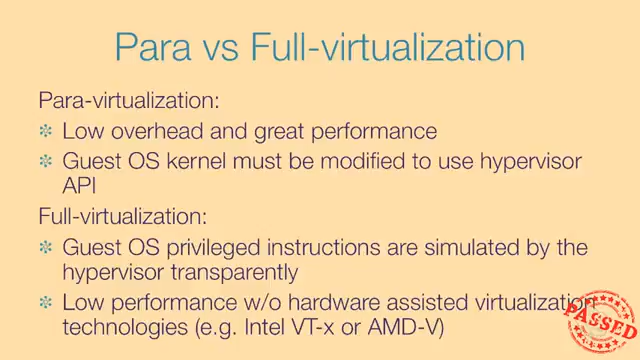 Para vs Full-virtualization
Para-virtualization:
Low overhead and great performance
Guest OS kernel must be modified to use hypervisor
API
Full-virtualization:
Guest OS privileged instructions are simulated by the
hypervisor transparently
Low performance w/o hardware assisted virtualization
technologies (e.g. Intel VT-x or AMD-V)
PASSED